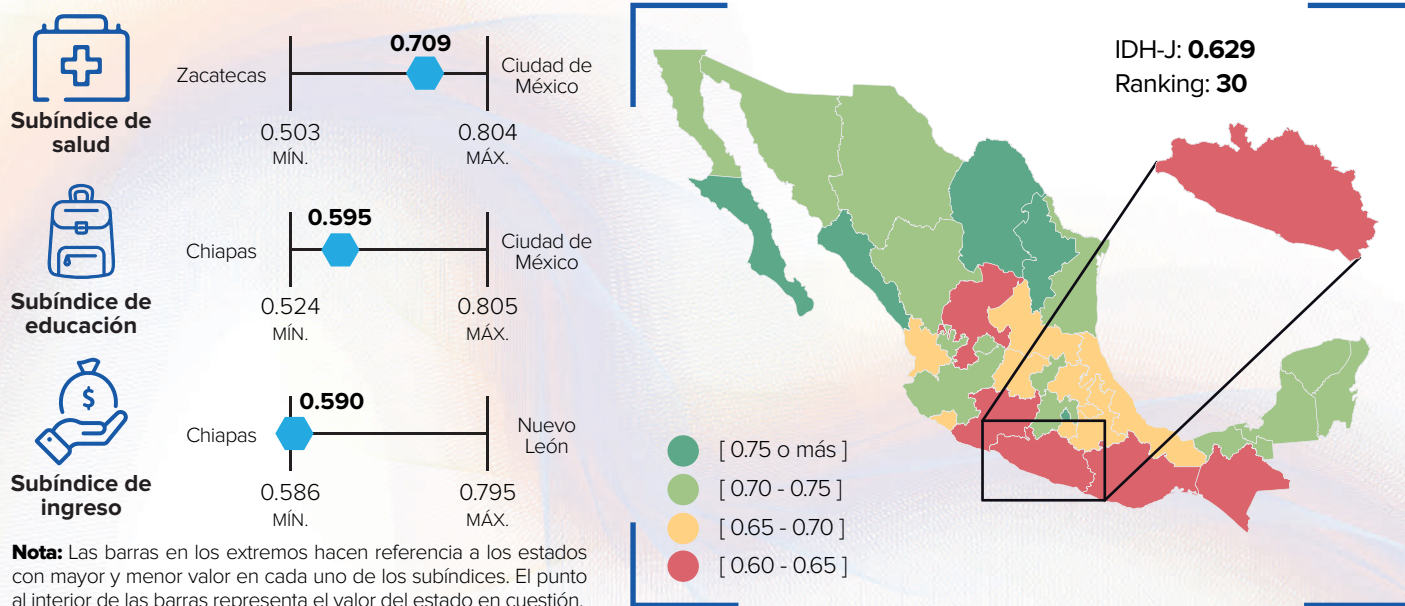 0.709
Zacatecas
Ciudad de
México
Subíndice de
salud
0.503
MÍN.
0.804
MÁX.
0.595
Chiapas
Ciudad de
México
Subíndice de
educación
0.524
MÍN.
0.805
MÁX.
$
0.590
Chiapas
Nuevo
León
Subíndice de
ingreso
0.586
MÍN.
0.795
MÁX.
Nota: Las barras en los extremos hacen referencia a los estados
con mayor y menor valor en cada uno de los subíndices. El punto
al interior de las barras representa el valor del estado en cuestión.
IDH-J: 0.629
Ranking: 30
[ 0.75 o más ]
[ 0.70 - 0.75 ]
[ 0.65 - 0.70 ]
[ 0.60 - 0.65 ]